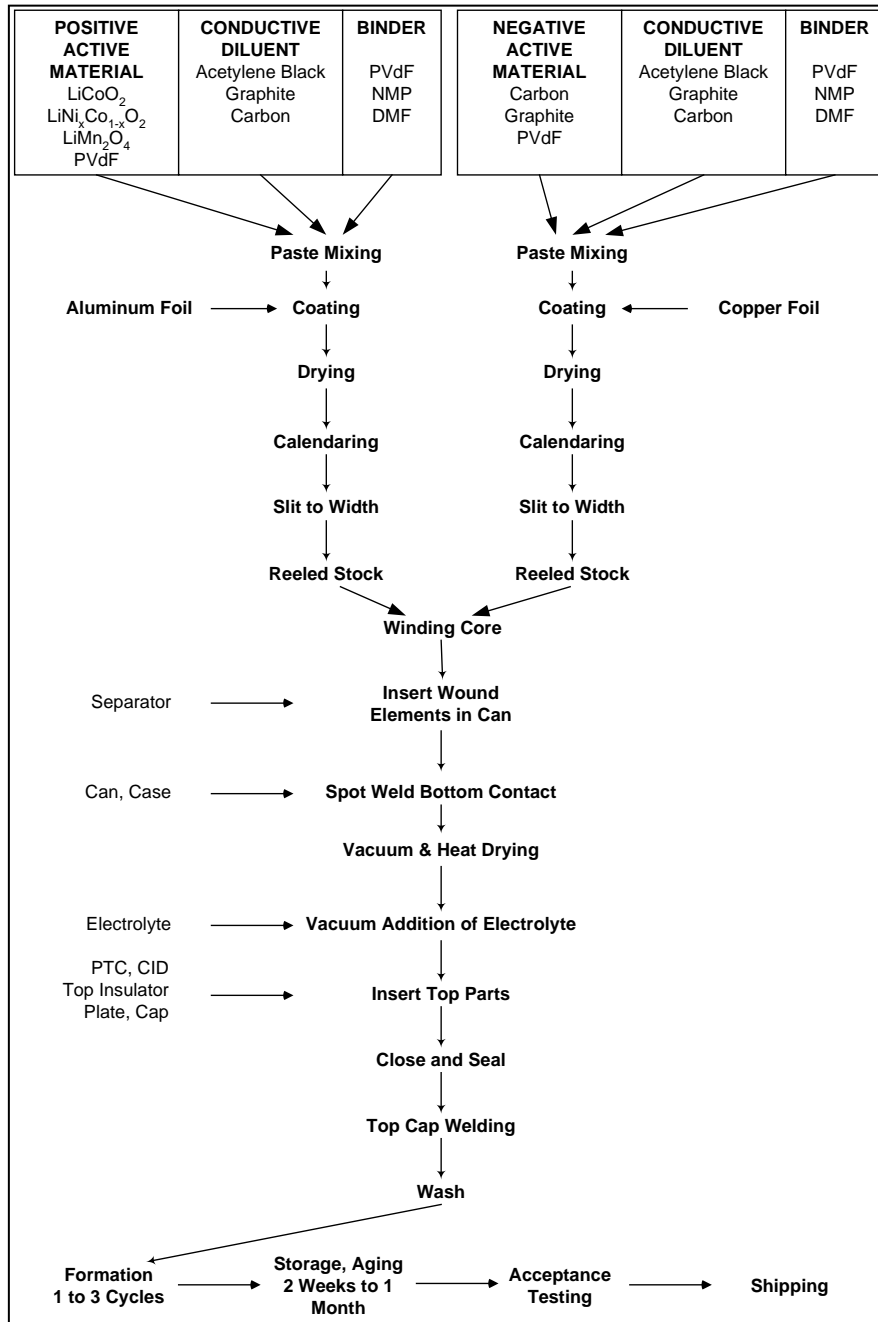 POSITIVE
ACTIVE
MATERIAL
LiCoO₂
LiNiₓCo₁₋ₓO₂
LiMn₂O₄
PVdF
CONDUCTIVE
DILUENT
Acetylene Black
Graphite
Carbon
BINDER
PVdF
NMP
DMF
NEGATIVE
ACTIVE
MATERIAL
Carbon
Graphite
PVdF
CONDUCTIVE
DILUENT
Acetylene Black
Graphite
Carbon
BINDER
PVdF
NMP
DMF
Paste Mixing
Paste Mixing
Aluminum Foil
Coating
Coating
Copper Foil
Drying
Drying
Calendaring
Calendaring
Slit to Width
Slit to Width
Reeled Stock
Reeled Stock
Winding Core
Separator
Insert Wound
Elements in Can
Can, Case
Spot Weld Bottom Contact
Vacuum & Heat Drying
Electrolyte
Vacuum Addition of Electrolyte
PTC, CID
Top Insulator
Plate, Cap
Insert Top Parts
Close and Seal
Top Cap Welding
Wash
Formation
1 to 3 Cycles
Storage, Aging
2 Weeks to 1
Month
Acceptance
Testing
Shipping